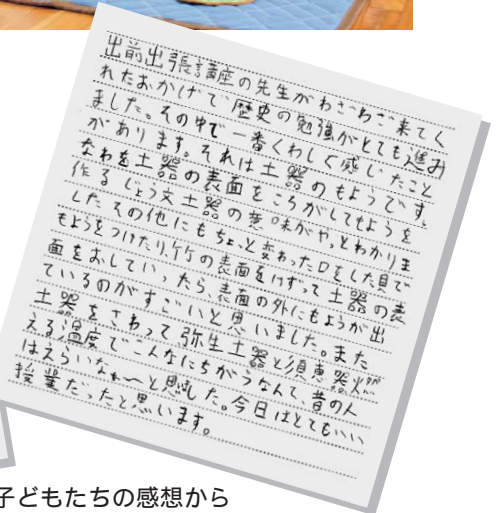 出前出張講座の先生がわざわざ来てく
れたおかげで歴史の勉強がとても進み
ました。その中で一番くわしく感じたこと
があります。それは土器のもようです。
なわを土器の表面をころがしてもようを
作るじょう文土器の意味がやっとわかりま
した。その他にもちょっと変わった口をした貝で
もようをつけたり、竹の表面をけずって土器の表
面をおしていったら、表面の外にもようが出
ているのがすごいと思いました。また
土器をさわって弥生土器と須恵器燃
える温度でこんなにちがうなんて、昔の人
はえらいなぁ〜と思した。今日はとてもいい
授業だったと思います。
子どもたちの感想から